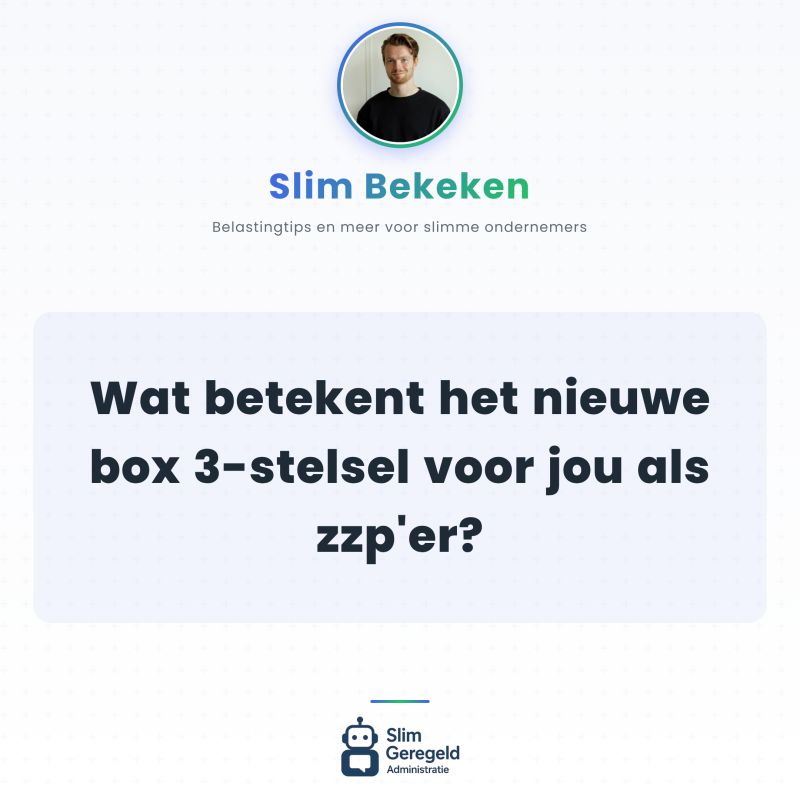 Slim Bekeken
Belastingtips en meer voor slimme ondernemers
Wat betekent het nieuwe
box 3-stelsel voor jou als
zzp'er?
Slim
Geregeld
Administratie